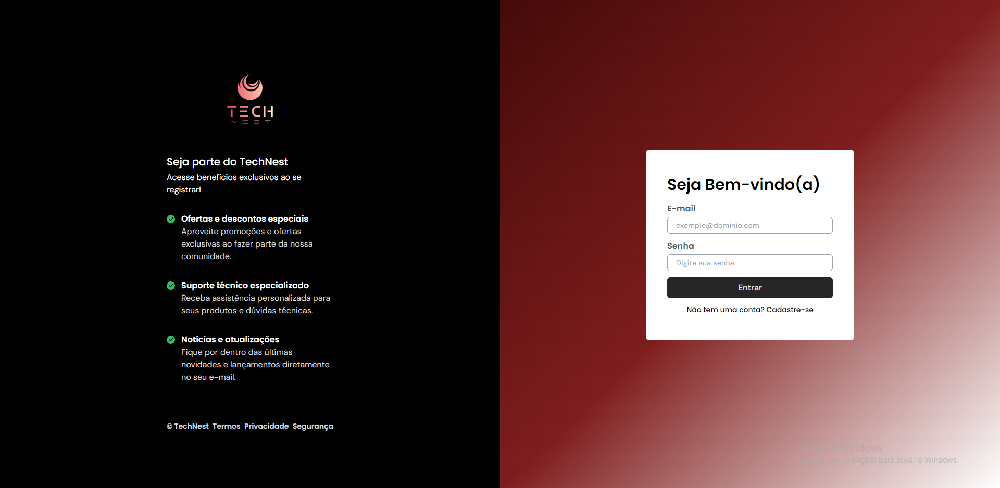 TECH
NEST
Seja parte do TechNest
Acesse benefícios exclusivos ao se
registrar!
Ofertas e descontos especiais
Aproveite promoções e ofertas
exclusivas ao fazer parte da nossa
comunidade.
Suporte técnico especializado
Receba assistência personalizada para
seus produtos e dúvidas técnicas.
Notícias e atualizações
Fique por dentro das últimas
novidades e lançamentos diretamente
no seu e-mail.
© TechNest Termos Privacidade Segurança
Seja Bem-vindo(a)
E-mail
exemplo@dominio.com
Senha
Digite sua senha
Entrar
Não tem uma conta? Cadastre-se
Windows
Configurações para ativar o Windows.